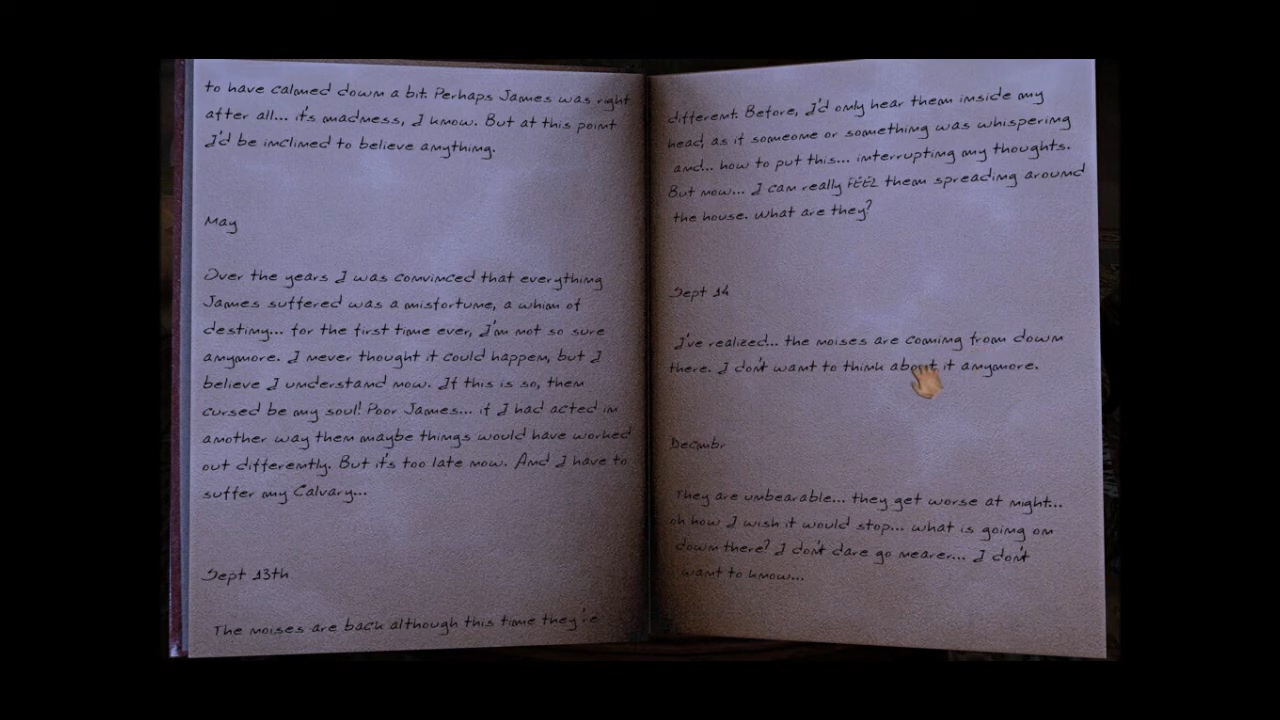 to have calmed down a bit. Perhaps James was right
after all... it's madness, I know. But at this point
I'd be inclined to believe anything.
May
Over the years I was convinced that everything
James suffered was a misfortune, a whim of
destiny... for the first time ever, I'm not so sure
anymore. I never thought it could happen, but I
believe I understand now. If this is so, then
cursed be my soul! Poor James... if I had acted in
another way then maybe things would have worked
out differently. But it's too late now. And I have to
suffer my Calvary...
Sept 13th
The noises are back although this time they're
different. Before, I'd only hear them inside my
head, as if someone or something was whispering
and... how to put this... interrupting my thoughts.
But now... I can really FEEL them spreading around
the house. What are they?
Sept 14
I've realized... the noises are coming from down
there. I don't want to think about it anymore.
Decmbr
They are unbearable... they get worse at night...
oh how I wish it would stop... what is going on
down there? I don't dare go nearer... I don't
want to know...